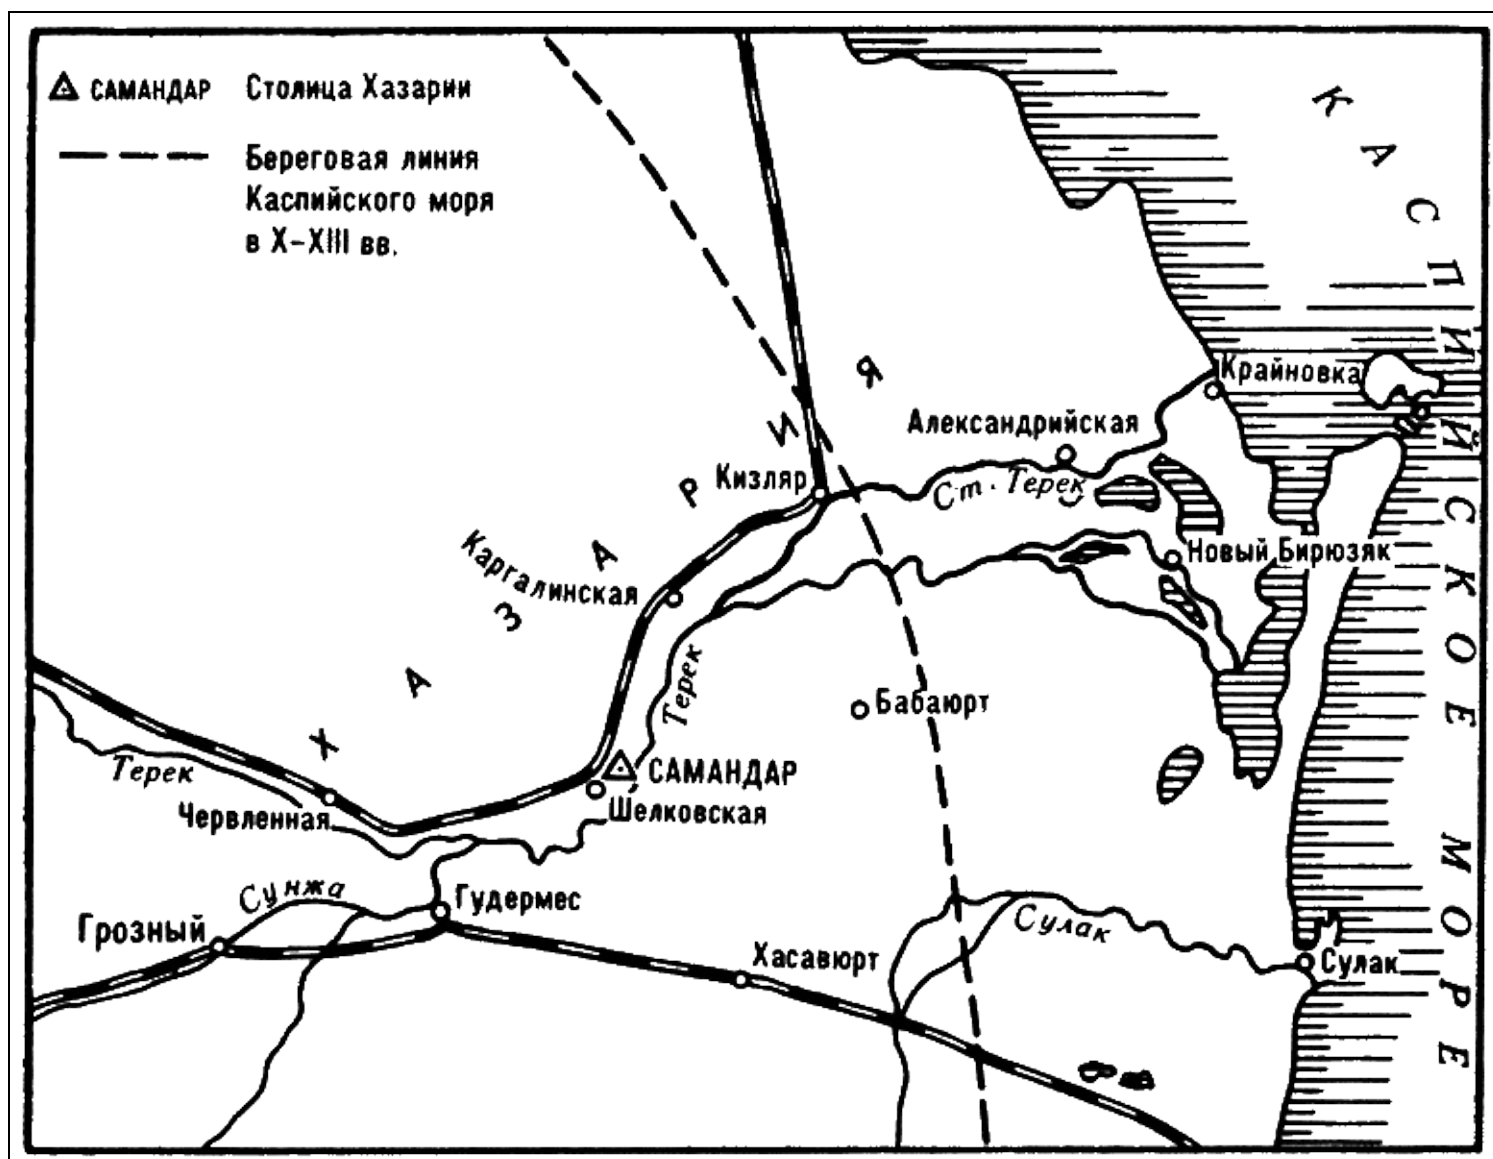 САМАНДАР Столица Хазарии
Береговая линия
Каспийского моря
в X–XIII вв.
КАСПИЙСКОЕ МОРЕ
ХАЗАРИЯ
Крайновка
Александрийская
Кизляр
Ст. Терек
Каргалинская
Новый Бирюзяк
Терек
Бабаюрт
Терек
САМАНДАР
Шелковская
Червленная
Сунжа
Гудермес
Грозный
Сулак
Хасавюрт
Сулак